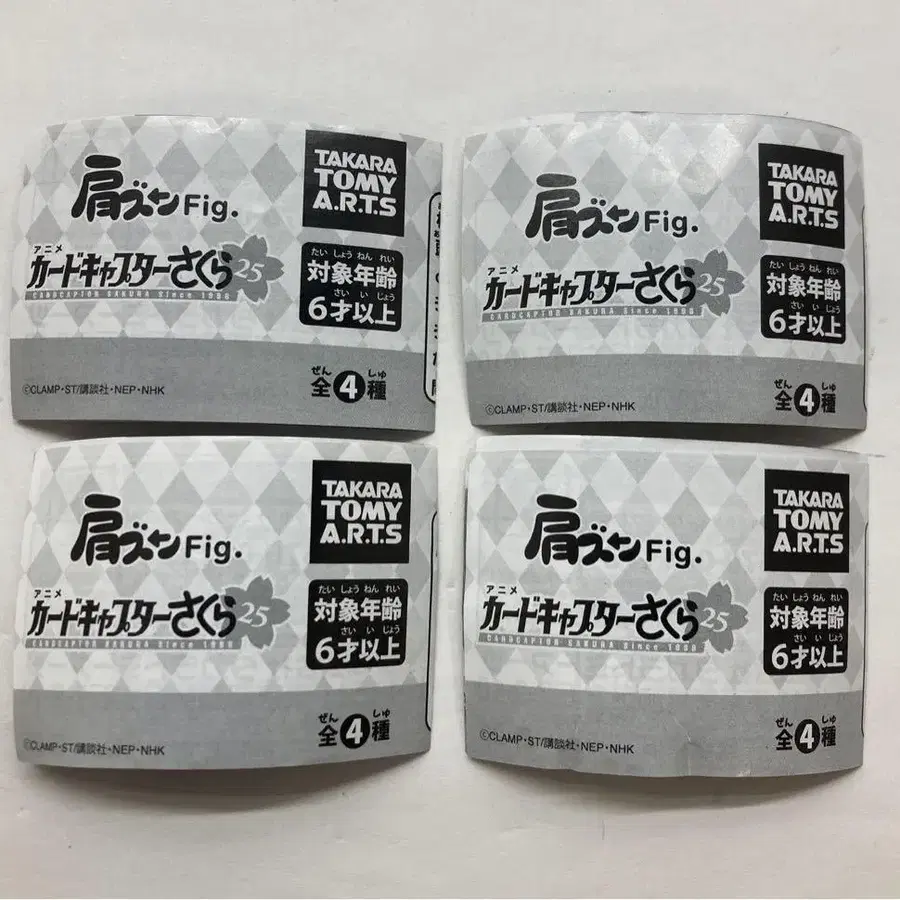 肩ズンFig.
TAKARA
TOMY
A.R.T.S
アニメ
カードキャプターさくら25
CARDCAPTOR SAKURA Since 1996
たいしょうねんれい
対象年齢
さいいじょう
6才以上
©CLAMP・ST/講談社・NEP・NHK
ぜん しゅ
全4種
肩ズンFig.
TAKARA
TOMY
A.R.T.S
アニメ
カードキャプターさくら25
CARDCAPTOR SAKURA Since 1996
たいしょうねんれい
対象年齢
さいいじょう
6才以上
©CLAMP・ST/講談社・NEP・NHK
ぜん しゅ
全4種
肩ズンFig.
TAKARA
TOMY
A.R.T.S
アニメ
カードキャプターさくら25
CARDCAPTOR SAKURA Since 1996
たいしょうねんれい
対象年齢
さいいじょう
6才以上
©CLAMP・ST/講談社・NEP・NHK
ぜん しゅ
全4種
肩ズンFig.
TAKARA
TOMY
A.R.T.S
アニメ
カードキャプターさくら25
CARDCAPTOR SAKURA Since 1996
たいしょうねんれい
対象年齢
さいいじょう
6才以上
©CLAMP・ST/講談社・NEP・NHK
ぜん しゅ
全4種